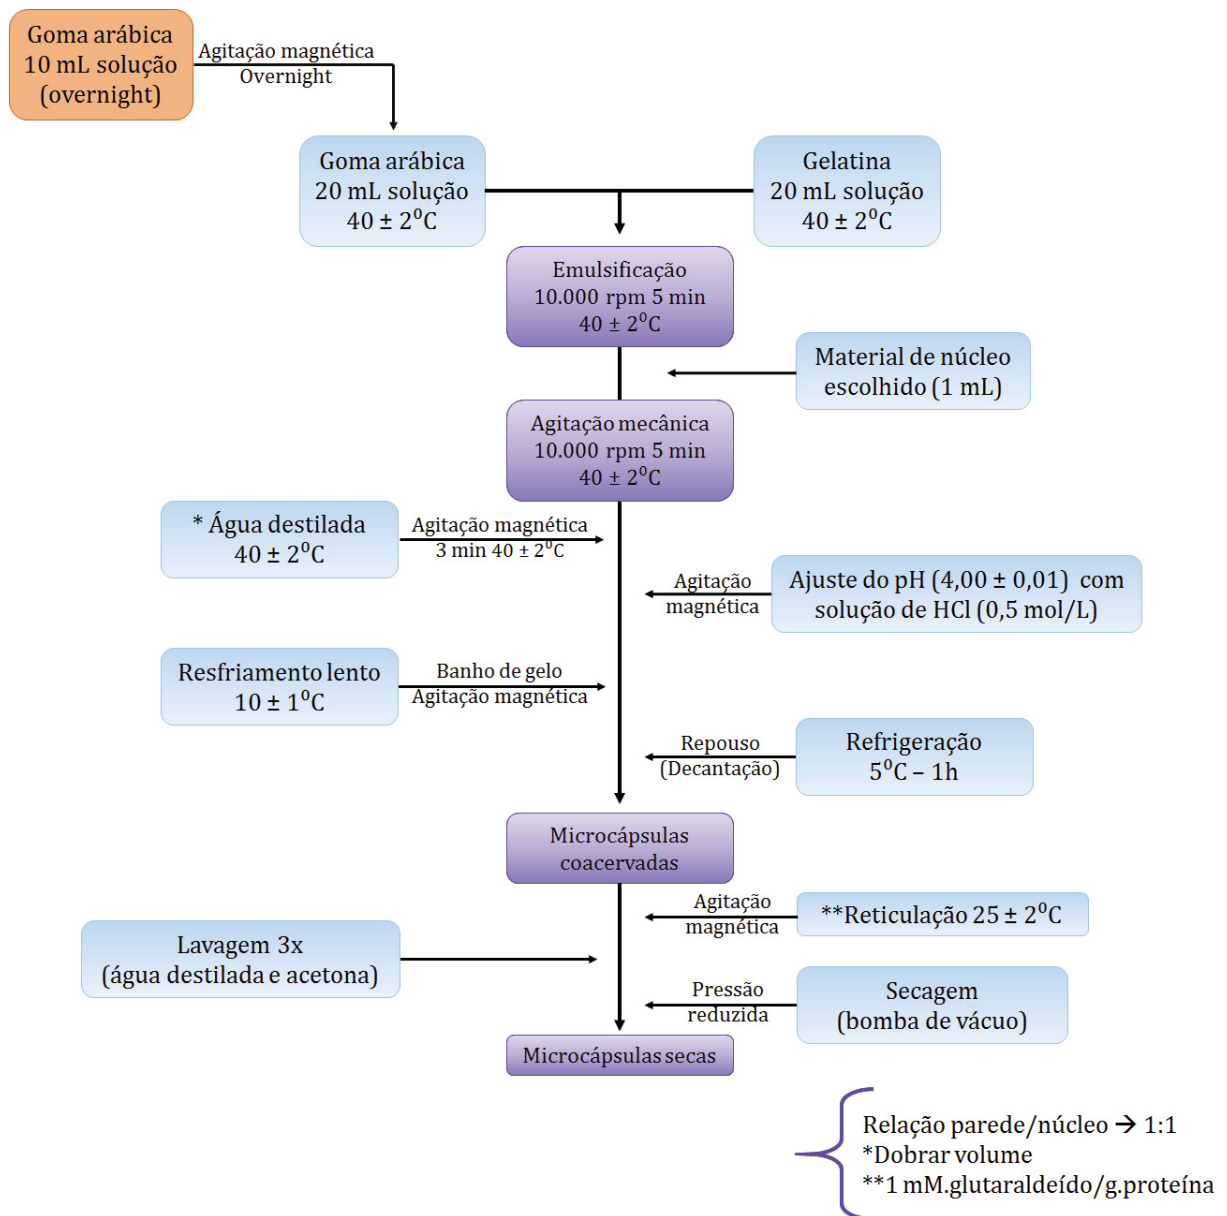 Goma arábica
10 mL solução
(overnight)
Agitação magnética
Overnight
Goma arábica
20 mL solução
40 ± 2⁰C
Gelatina
20 mL solução
40 ± 2⁰C
Emulsificação
10.000 rpm 5 min
40 ± 2⁰C
Material de núcleo
escolhido (1 mL)
Agitação mecânica
10.000 rpm 5 min
40 ± 2⁰C
* Água destilada
40 ± 2⁰C
Agitação magnética
3 min 40 ± 2⁰C
Agitação
magnética
Ajuste do pH (4,00 ± 0,01) com
solução de HCl (0,5 mol/L)
Resfriamento lento
10 ± 1⁰C
Banho de gelo
Agitação magnética
Repouso
(Decantação)
Refrigeração
5⁰C – 1h
Microcápsulas
coacervadas
Agitação
magnética
**Reticulação 25 ± 2⁰C
Lavagem 3x
(água destilada e acetona)
Pressão
reduzida
Secagem
(bomba de vácuo)
Microcápsulas secas
Relação parede/núcleo → 1:1
*Dobrar volume
**1 mM.glutaraldeído/g.proteína